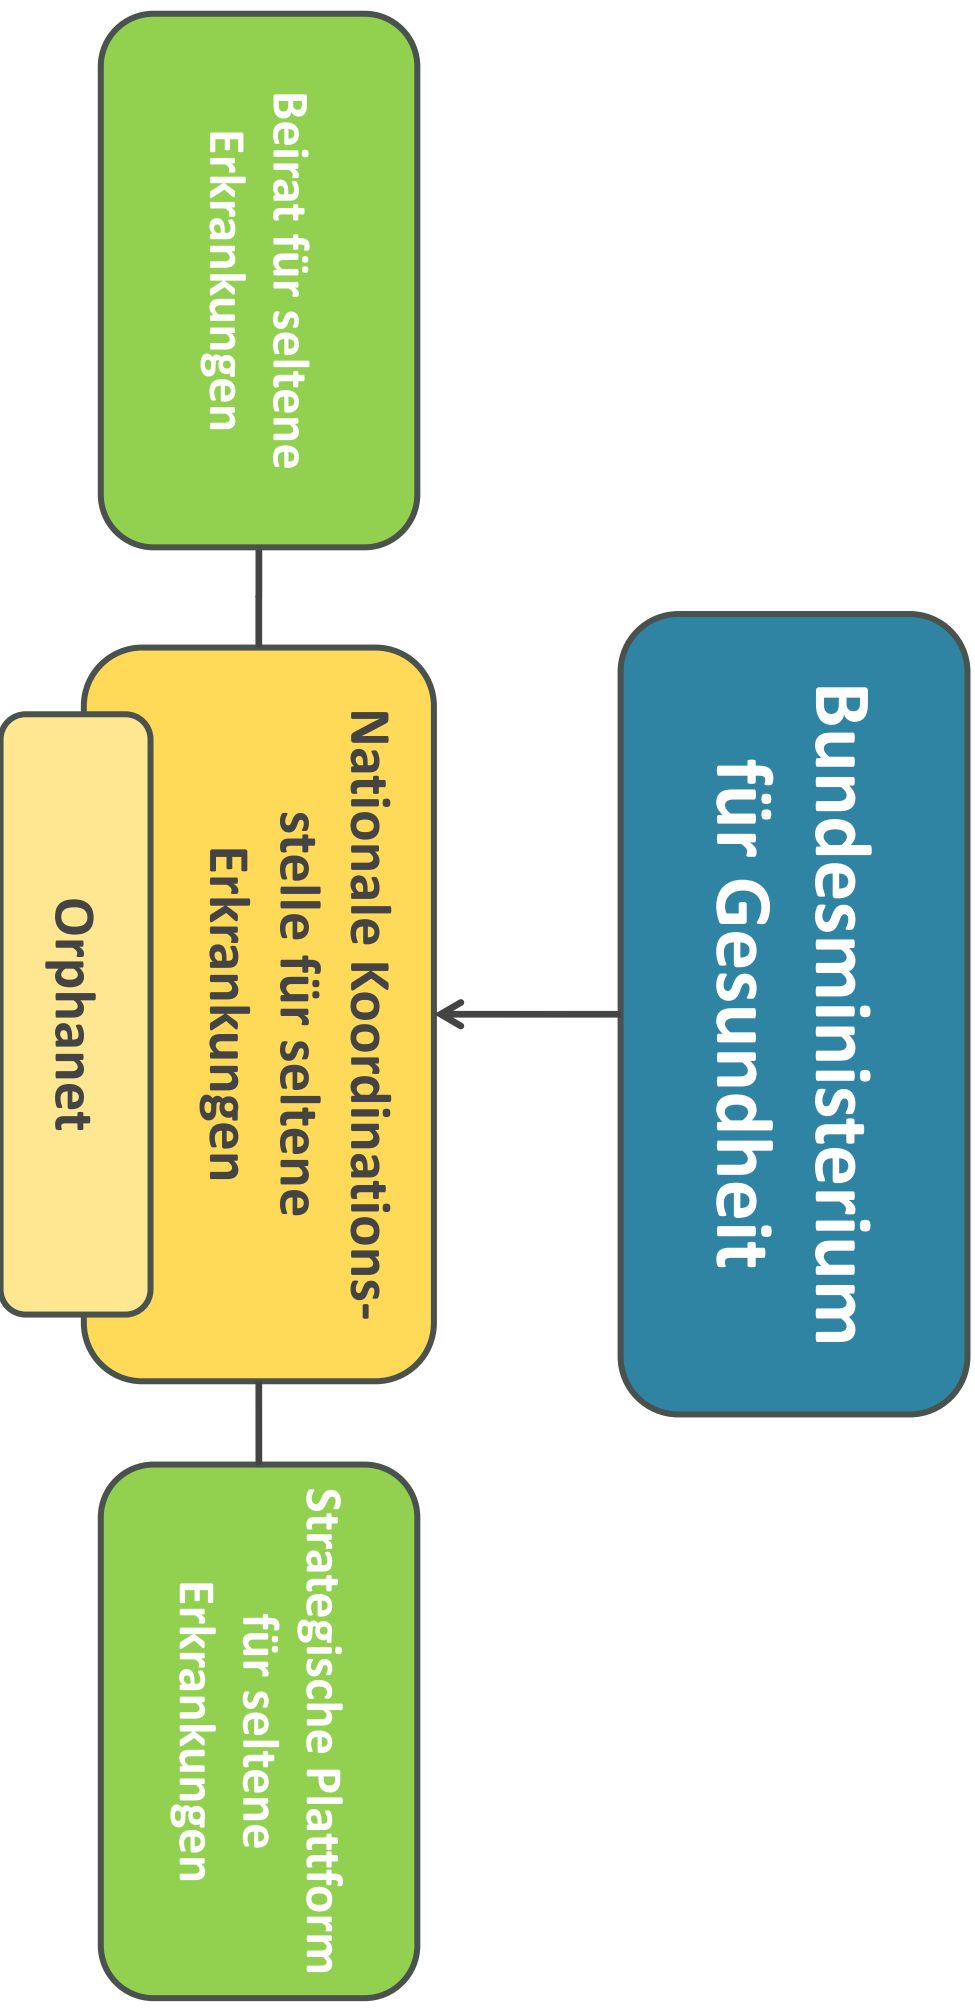 Bundesministerium
für Gesundheit
Beirat für seltene
Erkrankungen
Nationale Koordinations-
stelle für seltene
Erkrankungen
Orphanet
Strategische Plattform
für seltene
Erkrankungen